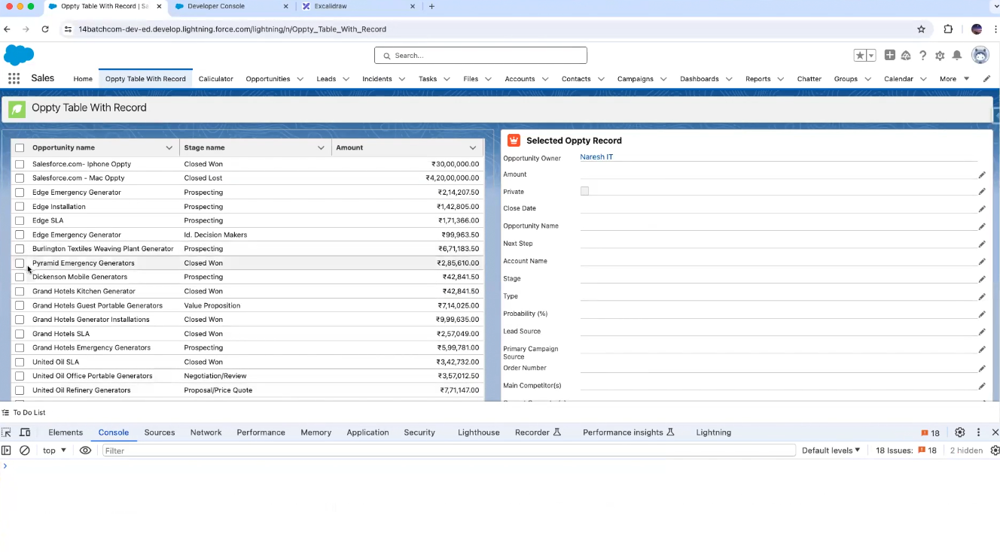 Oppty Table With Record | Sa
Developer Console
Excalidraw
14batchcom-dev-ed.develop.lightning.force.com/lightning/n/Oppty_Table_With_Record
Search...
Sales Home Oppty Table With Record Calculator Opportunities Leads Incidents Tasks Files Accounts Contacts Campaigns Dashboards Reports Chatter Groups Calendar More
Oppty Table With Record
Opportunity name Stage name Amount
Salesforce.com- Iphone Oppty Closed Won ₹30,00,000.00
Salesforce.com - Mac Oppty Closed Lost ₹4,20,00,000.00
Edge Emergency Generator Prospecting ₹2,14,207.50
Edge Installation Prospecting ₹1,42,805.00
Edge SLA Prospecting ₹1,71,366.00
Edge Emergency Generator Id. Decision Makers ₹99,963.50
Burlington Textiles Weaving Plant Generator Prospecting ₹6,71,183.50
Pyramid Emergency Generators Closed Won ₹2,85,610.00
Dickenson Mobile Generators Prospecting ₹42,841.50
Grand Hotels Kitchen Generator Closed Won ₹42,841.50
Grand Hotels Guest Portable Generators Value Proposition ₹7,14,025.00
Grand Hotels Generator Installations Closed Won ₹9,99,635.00
Grand Hotels SLA Closed Won ₹2,57,049.00
Grand Hotels Emergency Generators Prospecting ₹5,99,781.00
United Oil SLA Closed Won ₹3,42,732.00
United Oil Office Portable Generators Negotiation/Review ₹3,57,012.50
United Oil Refinery Generators Proposal/Price Quote ₹7,71,147.00
Selected Oppty Record
Opportunity Owner Naresh IT
Amount
Private
Close Date
Opportunity Name
Next Step
Account Name
Stage
Type
Probability (%)
Lead Source
Primary Campaign
Source
Order Number
Main Competitor(s)
To Do List
Elements Console Sources Network Performance Memory Application Security Lighthouse Recorder Performance insights Lightning 18
top Filter Default levels 18 Issues: 18 2 hidden